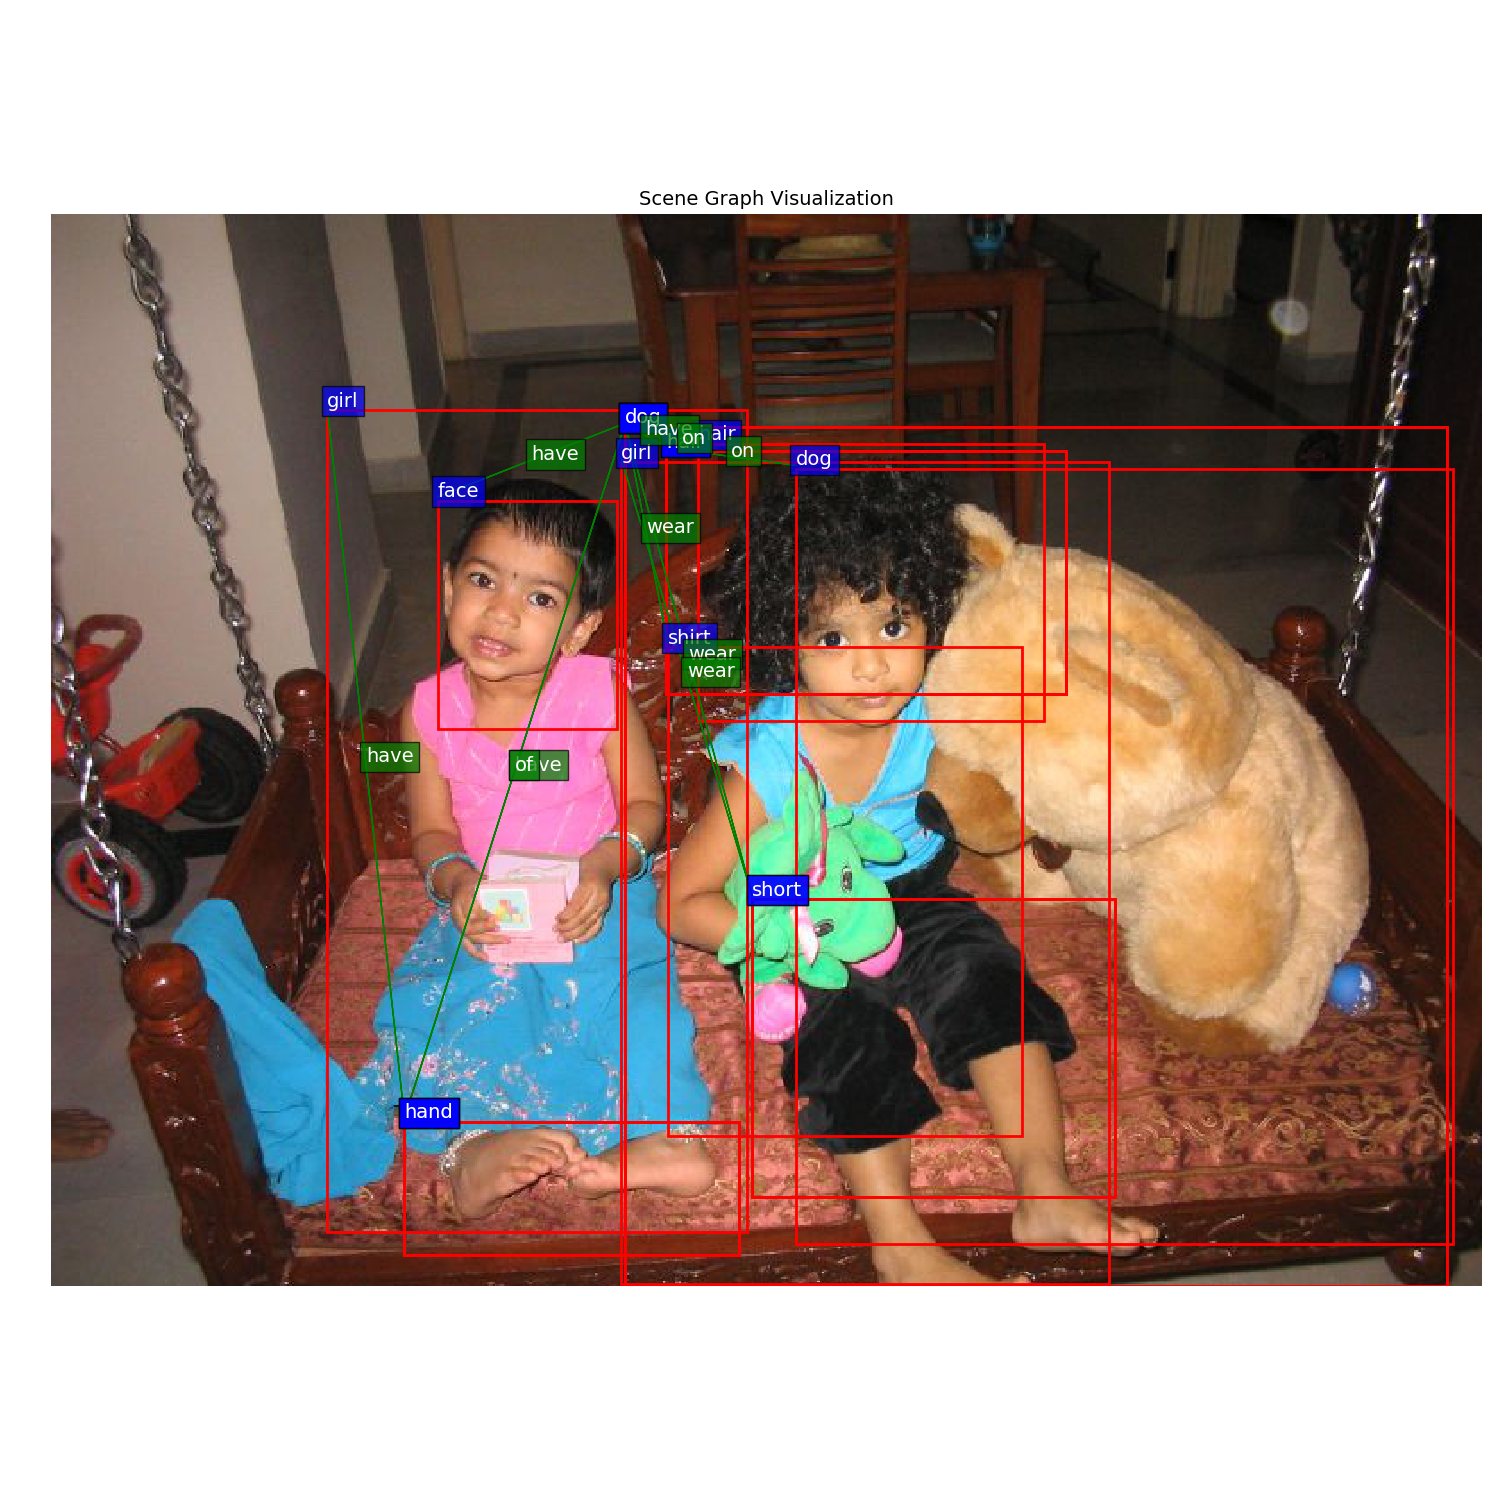 Scene Graph Visualization
girl
dog
have
air
on
have
girl
on
dog
face
wear
shirt
wear
wear
have
of
ve
short
hand